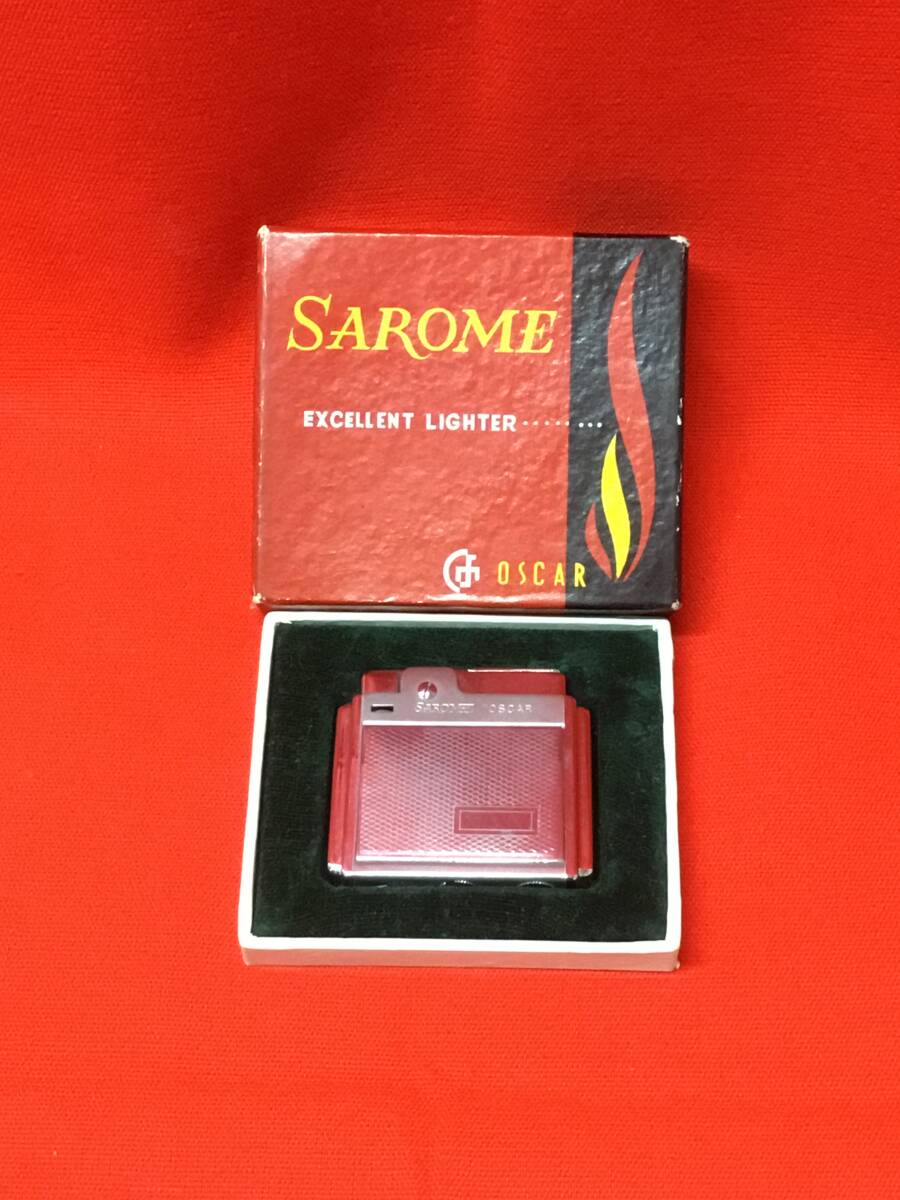 SAROME
EXCELLENT LIGHTER........
OSCAR
SAROME OSCAR